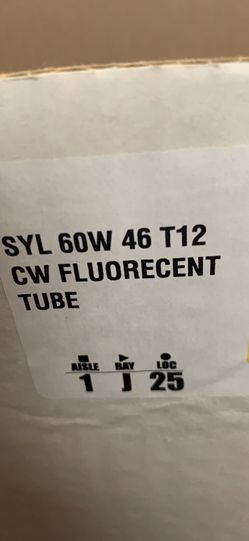 SYL 60W 46 T12
CW FLUORECENT
TUBE
AISLE BAY LOC
1 J 25